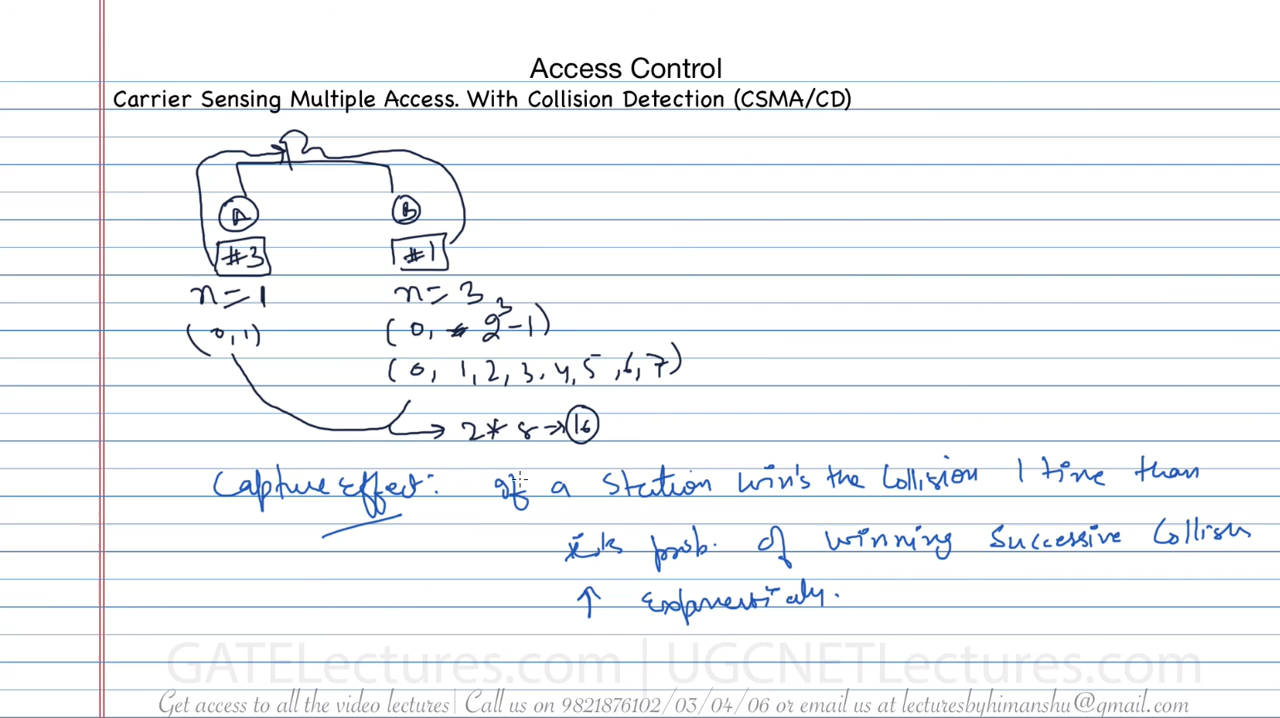 Access Control
Carrier Sensing Multiple Access. With Collision Detection (CSMA/CD)
A B
#3 #1
n=1 n=3
(0,1) (0, 2^3-1)
(0, 1, 2, 3, 4, 5, 6, 7)
→ 2*8→16
Capture Effect: If a Station win's the Collision 1 time than
its prob. of winning Successive Collision
↑ Exponentialy.
GATELectures.com | UGCNETLectures.com
Get access to all the video lectures | Call us on 9821876102/03/04/06 or email us at lecturesbyhimanshu@gmail.com